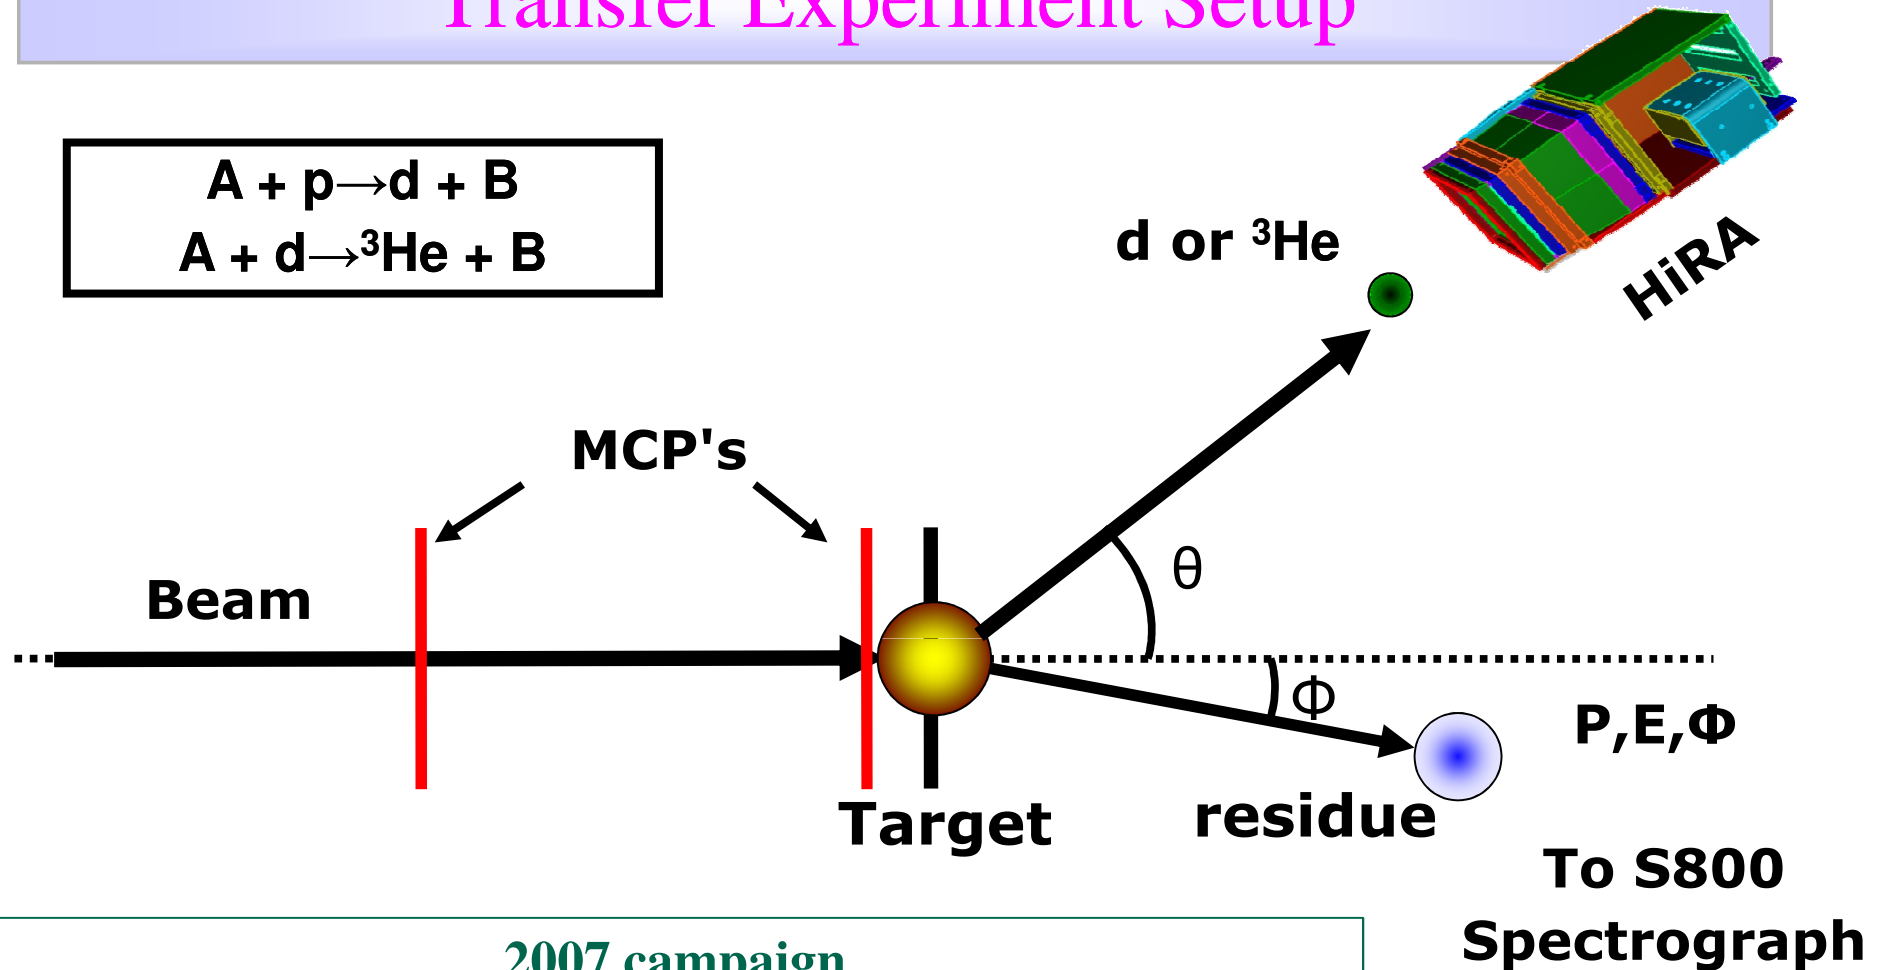 Transfer Experiment Setup
A + p→d + B
A + d→³He + B
d or ³He
HiRA
MCP's
Beam
θ
Φ
P,E,Φ
Target
residue
To S800
Spectrograph
2007 campaign